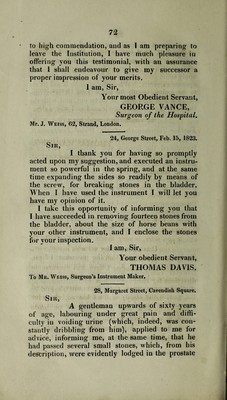 72
to high commendation, and as I am preparing to
leave the Institution, I have much pleasure in
offering you this testimonial, with an assurance
that I shall endeavour to give my successor a
proper impression of your merits.
I am, Sir,
Your most Obedient Servant,
GEORGE VANCE,
Surgeon of the Hospital.
Mr. J. Weiss, 62, Strand, London.
24, George Street, Feb. 15, 1822.
Sir,
I thank you for having so promptly
acted upon my suggestion, and executed an instru-
ment so powerful in the spring, and at the same
time expanding the sides so readily by means of
the screw, for breaking stones in the bladder,
When I have used the instrument I will let you
have my opinion of it.
I take this opportunity of informing you that
I have succeeded in removing fourteen stones from
the bladder, about the size of horse beans with
your other instrument, and I enclose the stones
for your inspection.
I am, Sir,
Your obedient Servant,
THOMAS DAVIS.
To Mr. Weiss, Surgeon's Instrument Maker.
28, Margaret Street, Cavendish Square.
Sir,
A gentleman upwards of sixty years
of age, labouring under great pain and diffi-
culty in voiding urine (which, indeed, was con-
stantly dribbling from him), applied to me for
advice, informing me, at the same time, that he
had passed several small stones, which, from his
description, were evidently lodged in the prostate